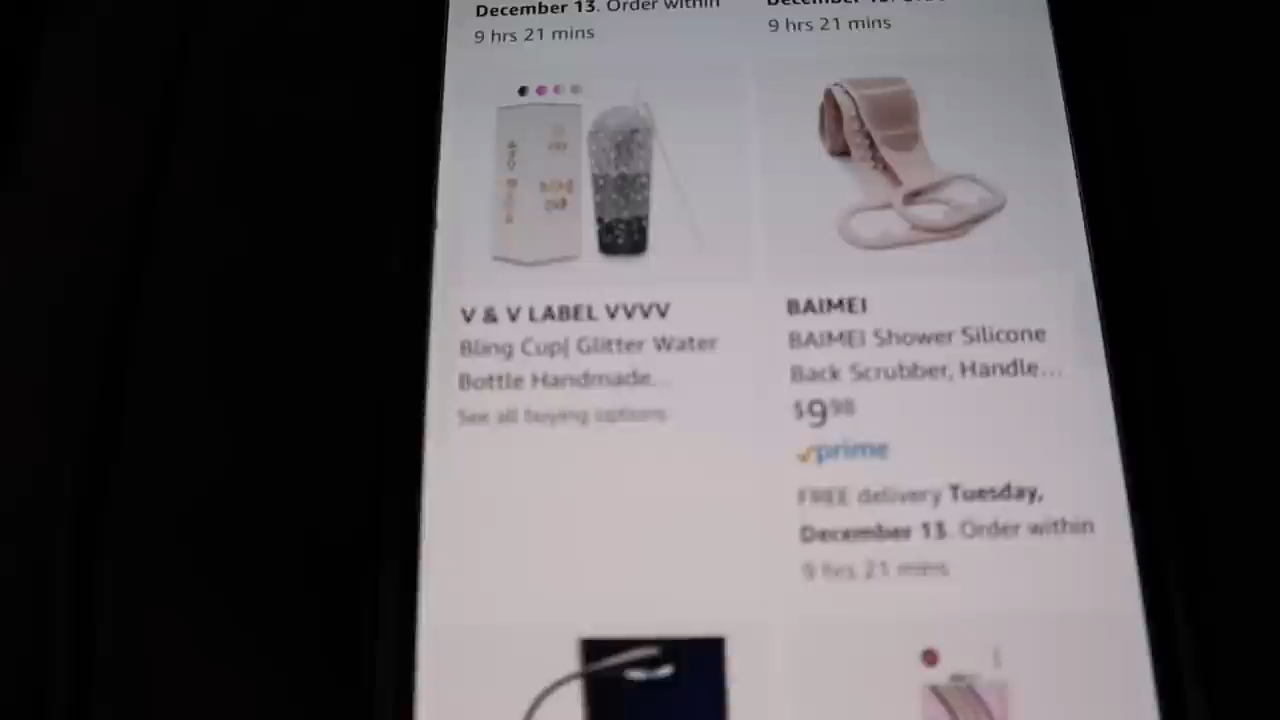 December 13. Order within
9 hrs 21 mins
9 hrs 21 mins
V & V LABEL VVVV
Bling Cup| Glitter Water
Bottle Handmade...
See all buying options
BAIMEI
BAIMEI Shower Silicone
Back Scrubber, Handle...
$998
prime
FREE delivery Tuesday,
December 13. Order within
9 hrs 21 mins